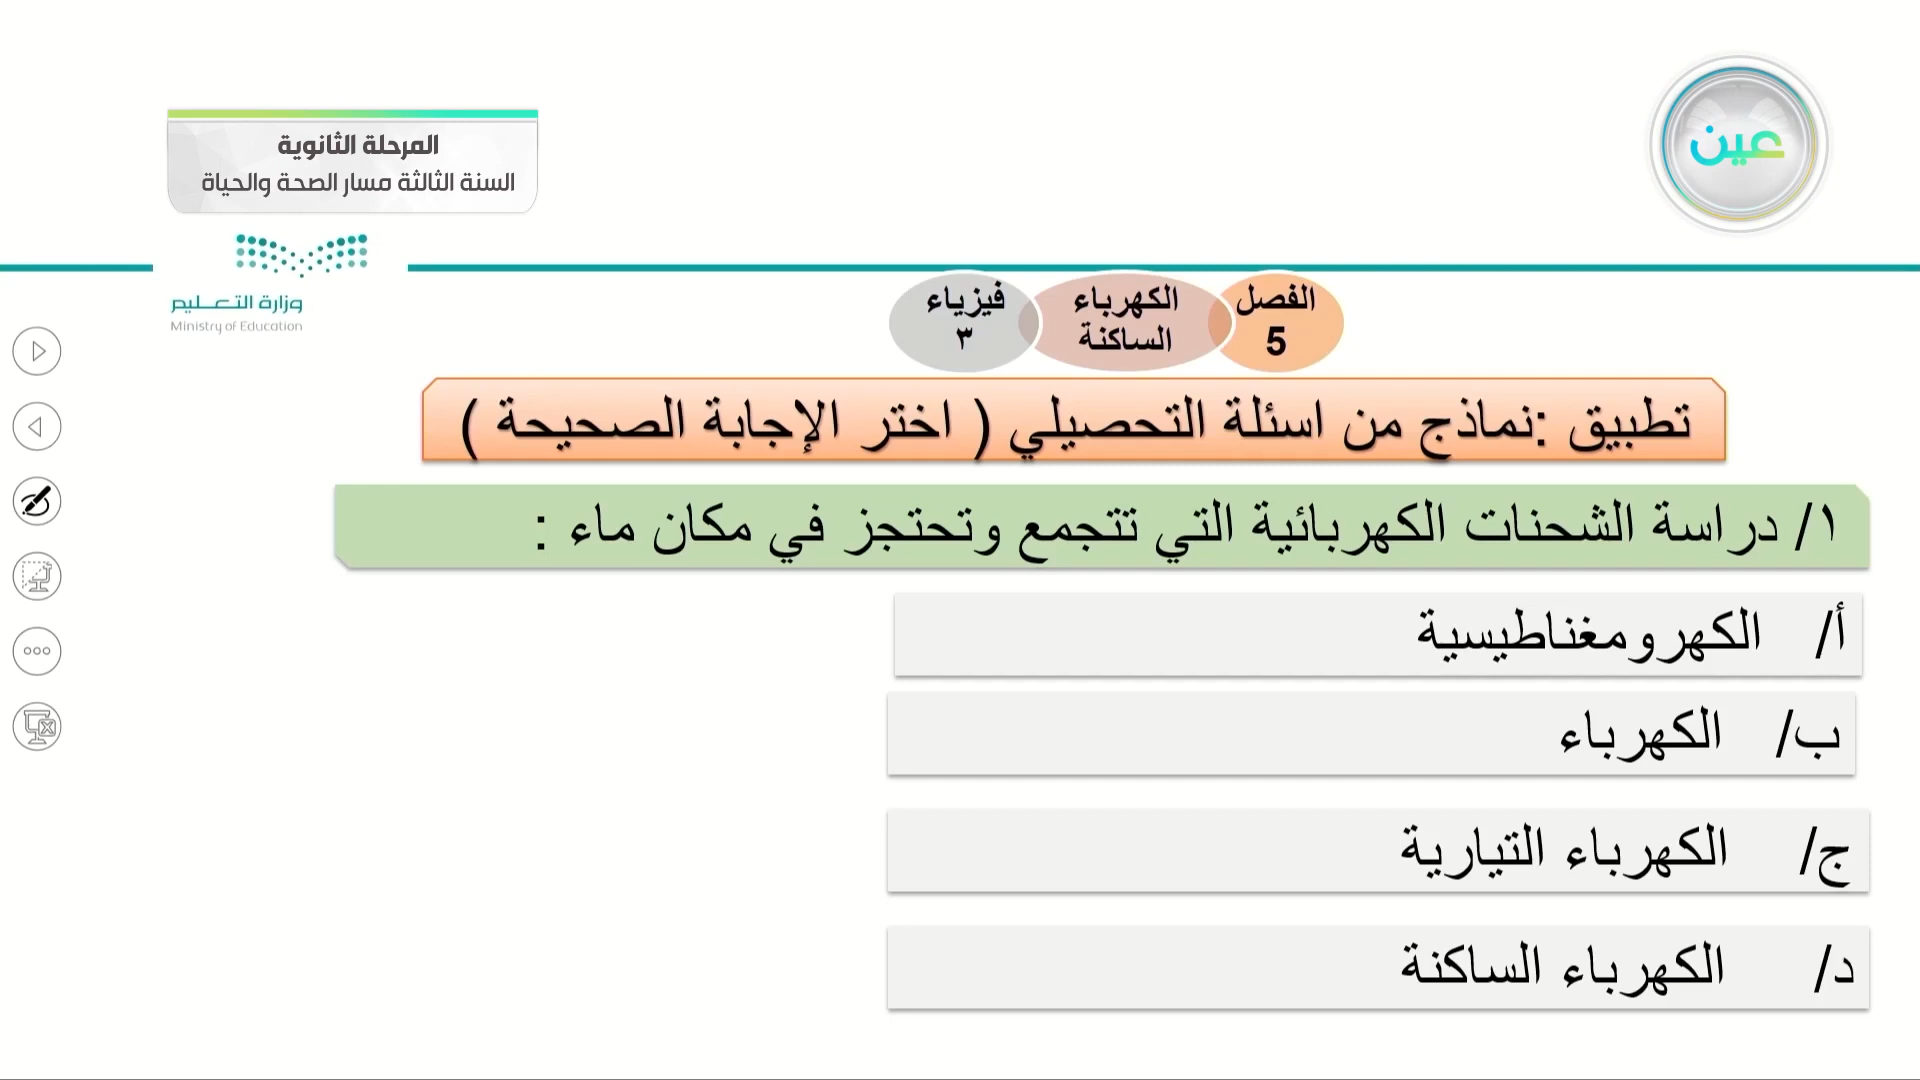 عين
المرحلة الثانوية
السنة الثالثة مسار الصحة والحياة
وزارة التعليم
Ministry of Education
الفصل
5
الكهرباء
الساكنة
فيزياء
٣
تطبيق :نماذج من اسئلة التحصيلي ( اختر الإجابة الصحيحة )
١/ دراسة الشحنات الكهربائية التي تتجمع وتحتجز في مكان ماء :
أ/ الكهرومغناطيسية
ب/ الكهرباء
ج/ الكهرباء التيارية
د/ الكهرباء الساكنة